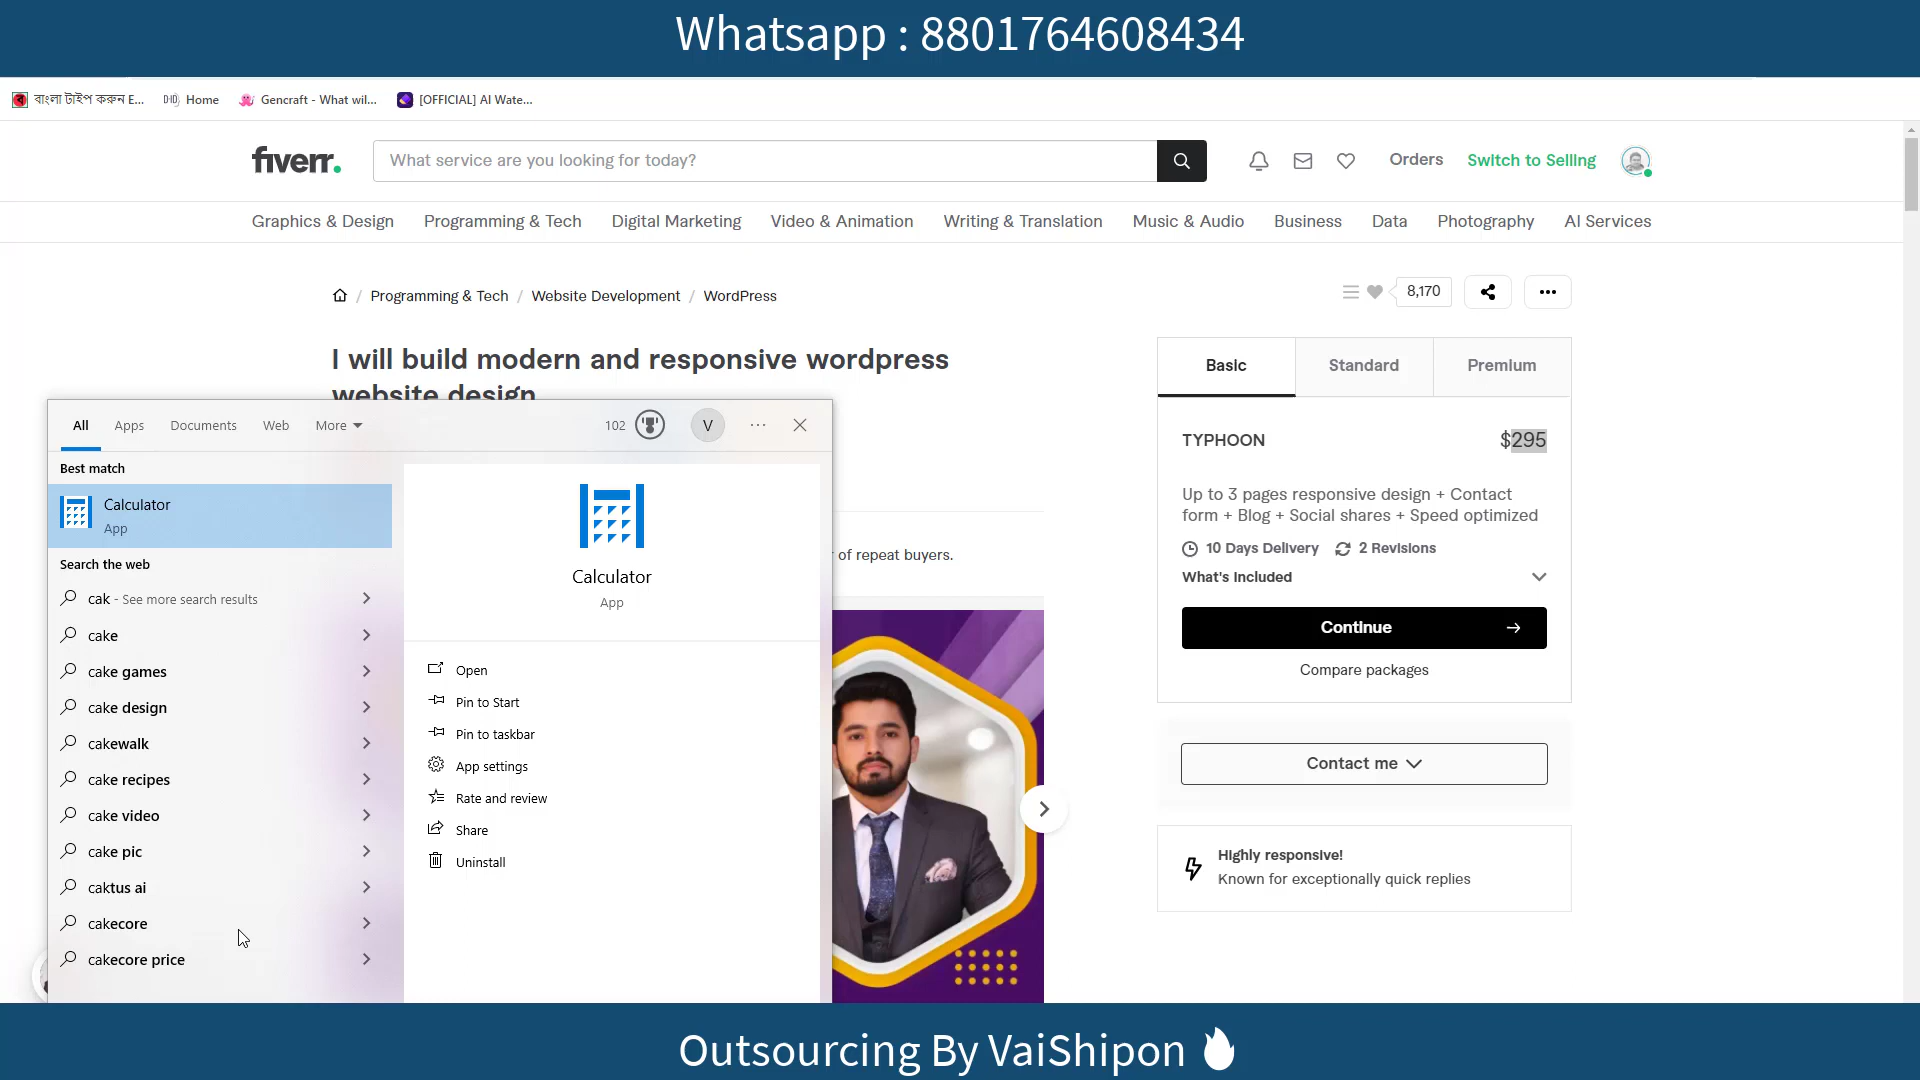 Whatsapp : 8801764608434
বাংলা টাইপ করুন E...
Home
Gencraft - What wil...
[OFFICIAL] AI Wate...
fiverr.
What service are you looking for today?
Orders
Switch to Selling
Graphics & Design
Programming & Tech
Digital Marketing
Video & Animation
Writing & Translation
Music & Audio
Business
Data
Photography
AI Services
Programming & Tech / Website Development / WordPress
8,170
I will build modern and responsive wordpress
website design
of repeat buyers.
Basic
Standard
Premium
TYPHOON
$295
Up to 3 pages responsive design + Contact
form + Blog + Social shares + Speed optimized
10 Days Delivery
2 Revisions
What's Included
Continue
Compare packages
Contact me
Highly responsive!
Known for exceptionally quick replies
All
Apps
Documents
Web
More
102
V
Best match
Calculator
App
Search the web
cak - See more search results
cake
cake games
cake design
cakewalk
cake recipes
cake video
cake pic
caktus ai
cakecore
cakecore price
Calculator
App
Open
Pin to Start
Pin to taskbar
App settings
Rate and review
Share
Uninstall
Outsourcing By VaiShipon